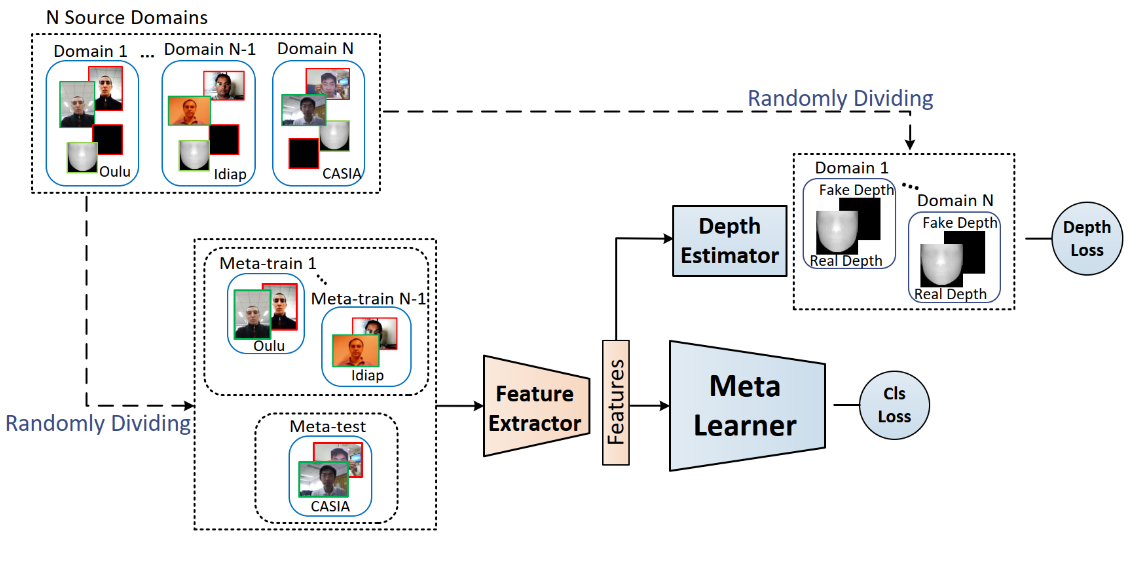 N Source Domains
Domain 1 ... Domain N-1 Domain N
Oulu
Idiap
CASIA
Randomly Dividing
Domain 1
...
Fake Depth
Real Depth
Domain N
Fake Depth
Real Depth
Depth
Loss
Depth
Estimator
Meta-train 1
...
Meta-train N-1
Oulu
Idiap
Randomly Dividing
Meta-test
CASIA
Feature
Extractor
Features
Meta
Learner
Cls
Loss